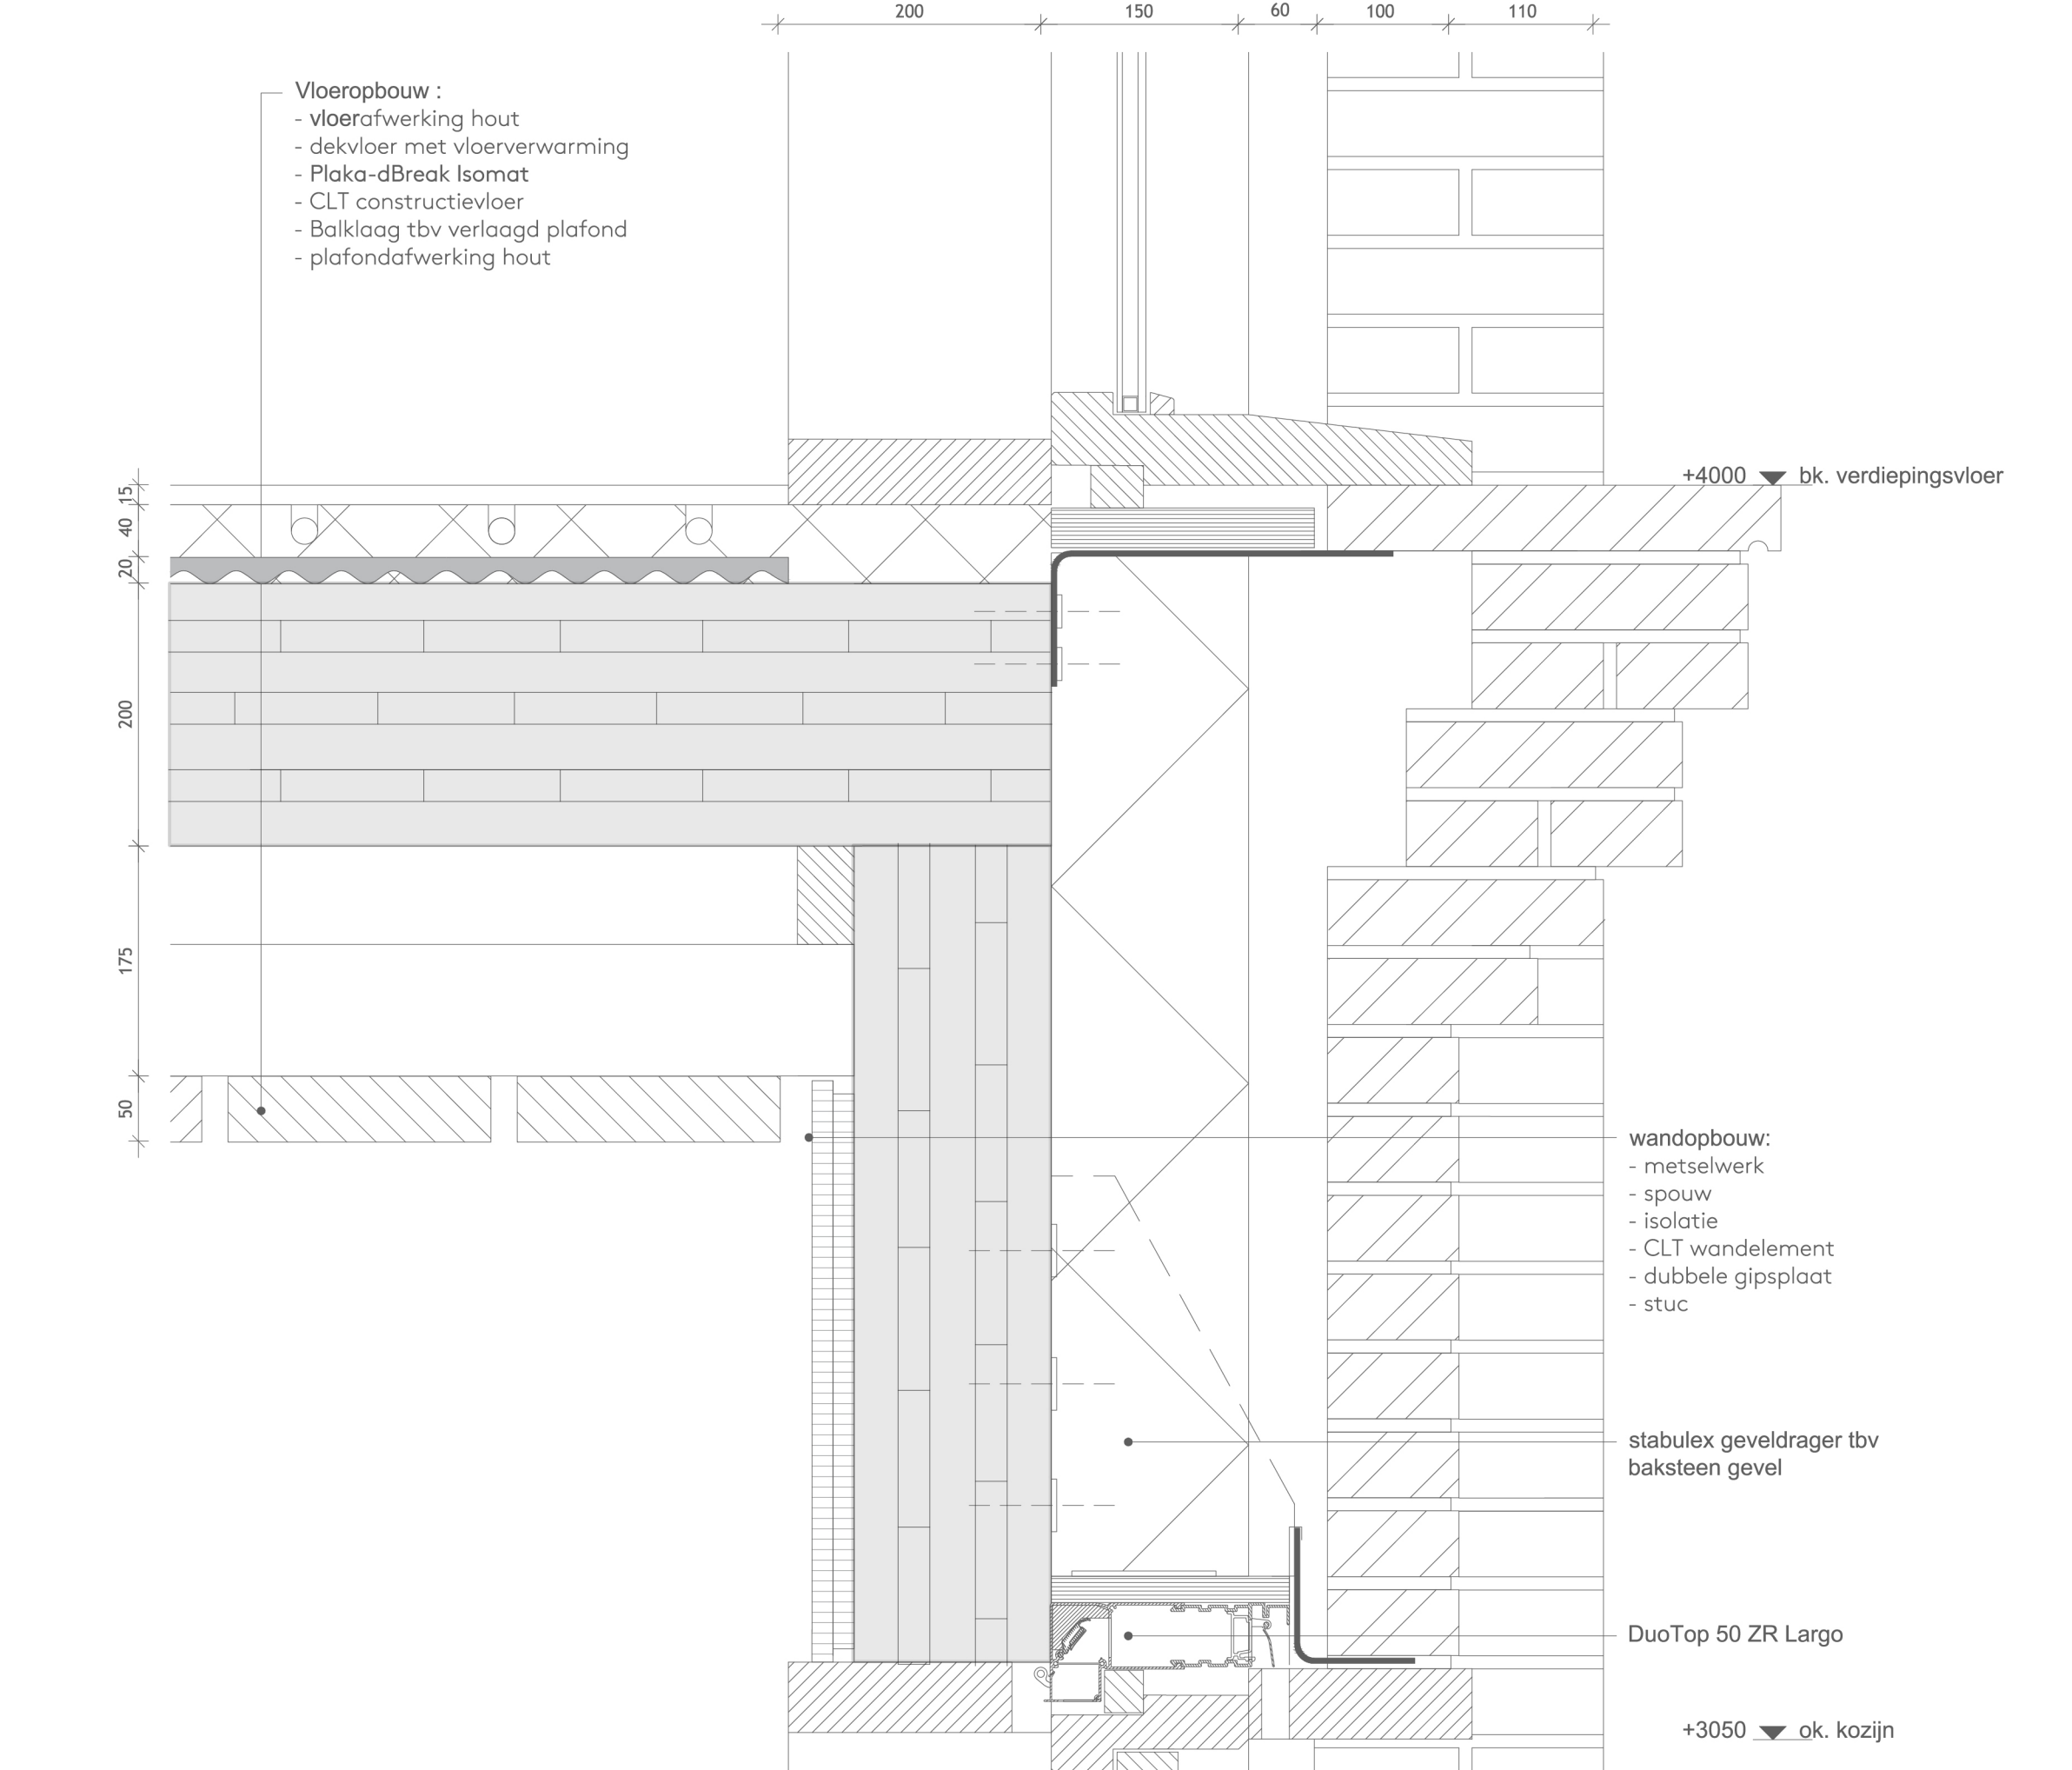 200 150 60 100 110
Vloeropbouw :
- vloerafwerking hout
- dekvloer met vloerverwarming
- Plaka-dBreak Isomat
- CLT constructievloer
- Balklaag tbv verlaagd plafond
- plafondafwerking hout
+4000 bk. verdiepingsvloer
15
40
20
200
175
50
wandopbouw:
- metselwerk
- spouw
- isolatie
- CLT wandelement
- dubbele gipsplaat
- stuc
stabulex geveldrager tbv
baksteen gevel
DuoTop 50 ZR Largo
+3050 ok. kozijn